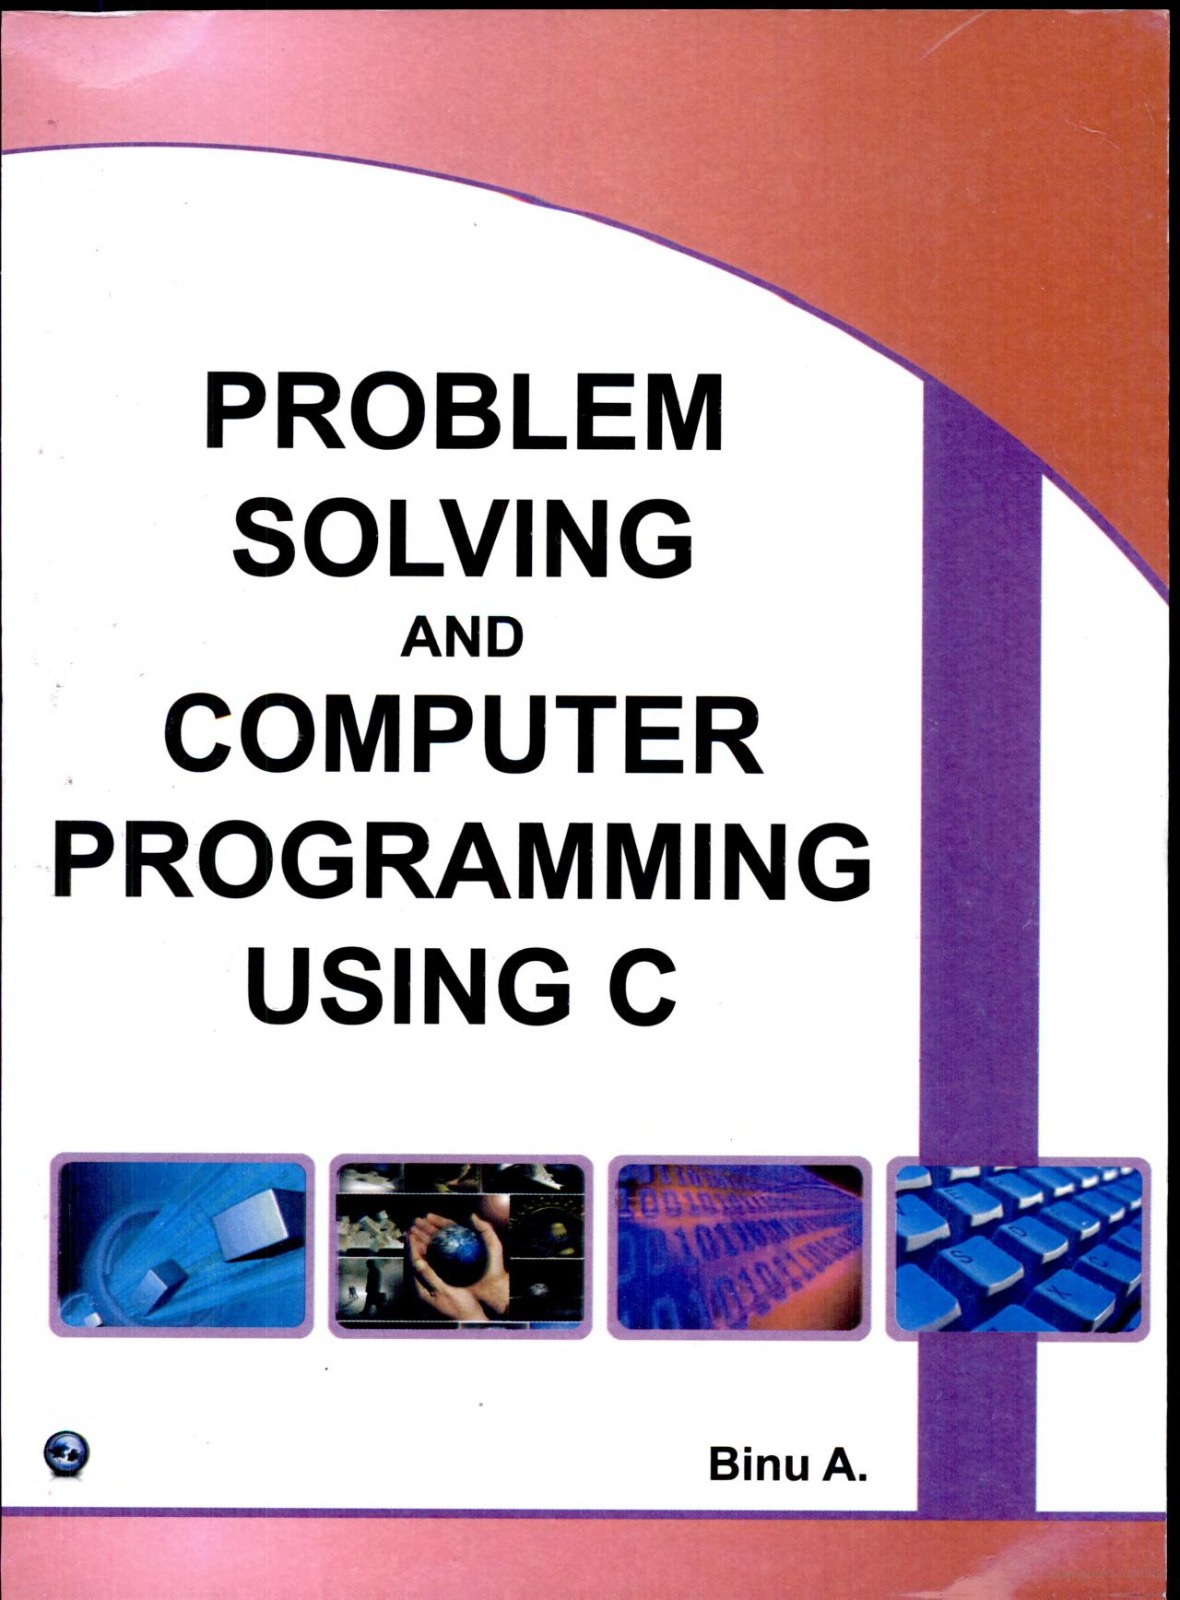 PROBLEM
SOLVING
AND
COMPUTER
PROGRAMMING
USING C
Binu A.